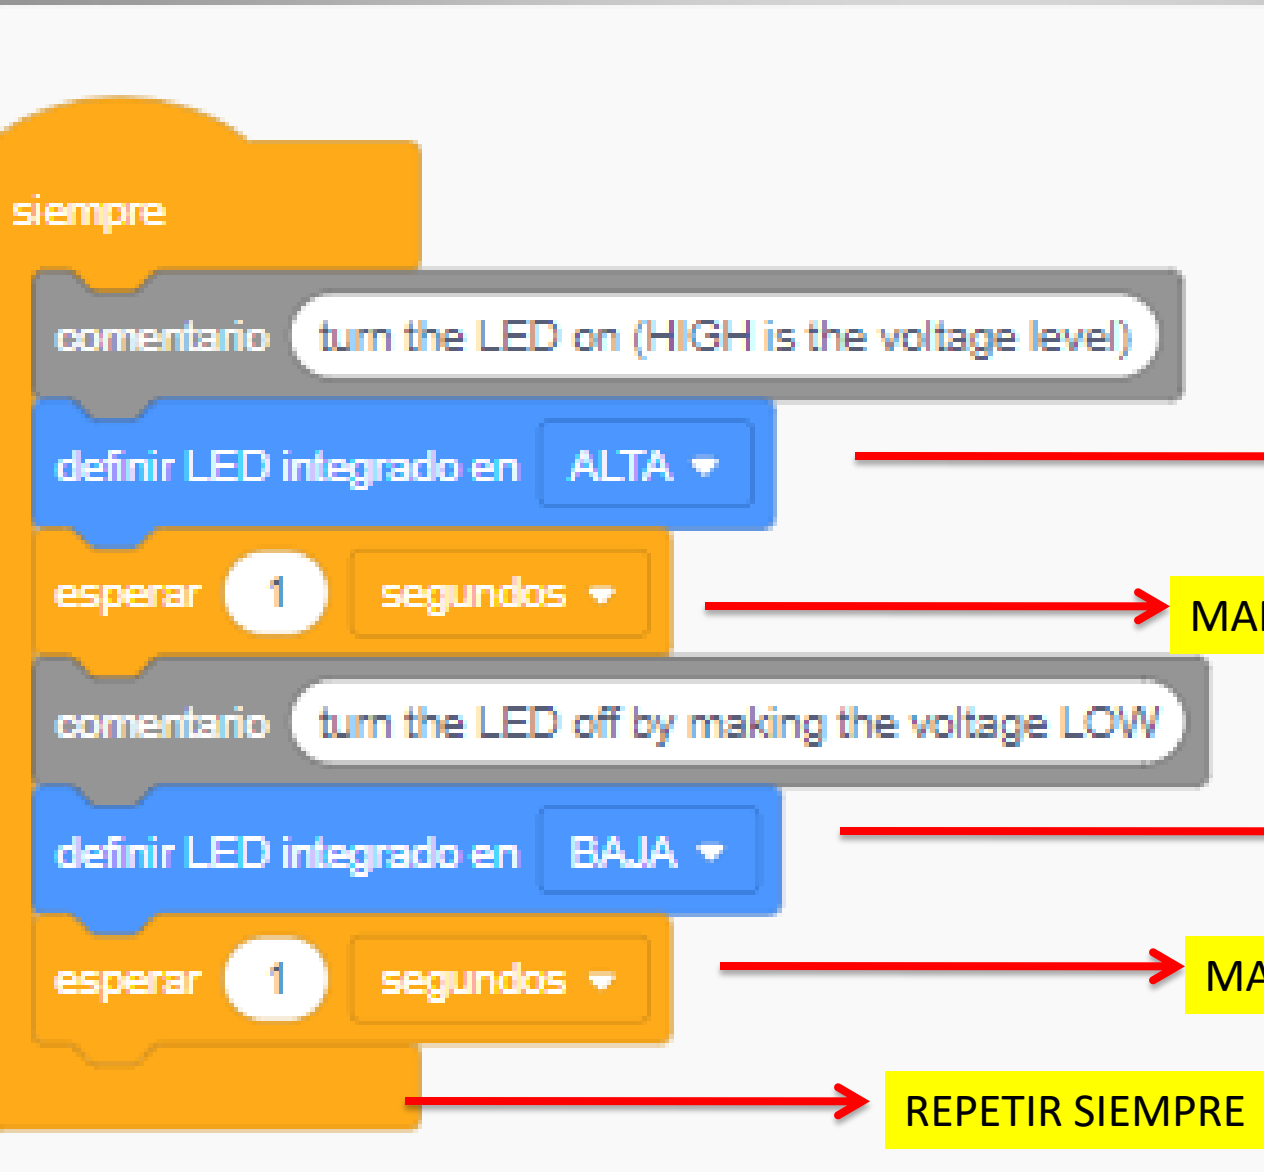 siempre
comentario turn the LED on (HIGH is the voltage level)
definir LED integrado en ALTA
esperar 1 segundos
comentario turn the LED off by making the voltage LOW
definir LED integrado en BAJA
esperar 1 segundos
REPETIR SIEMPRE